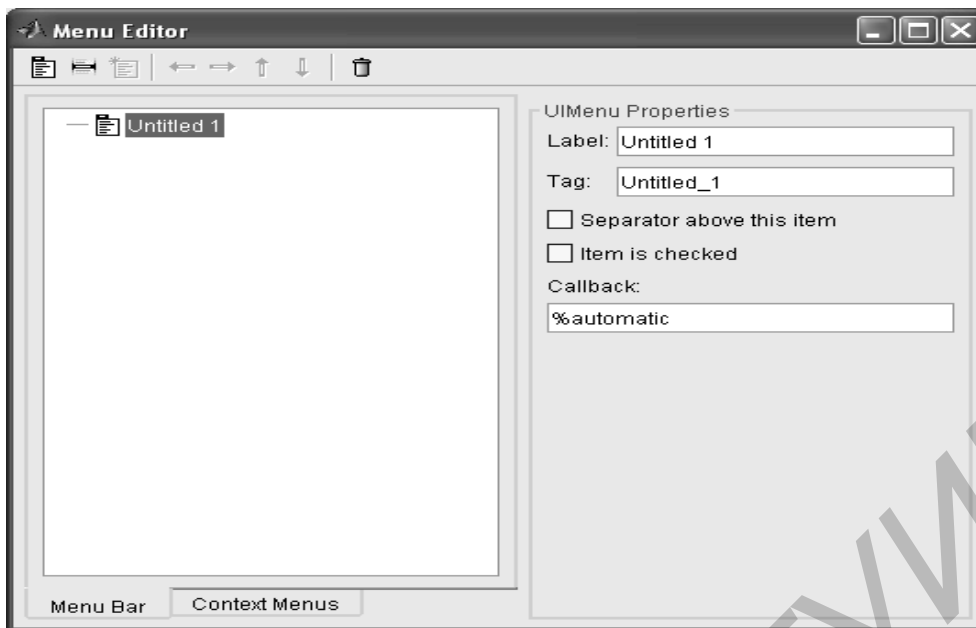 Menu Editor
Untitled 1
UIMenu Properties
Label: Untitled 1
Tag: Untitled_1
Separator above this item
Item is checked
Callback:
%automatic
Menu Bar
Context Menus